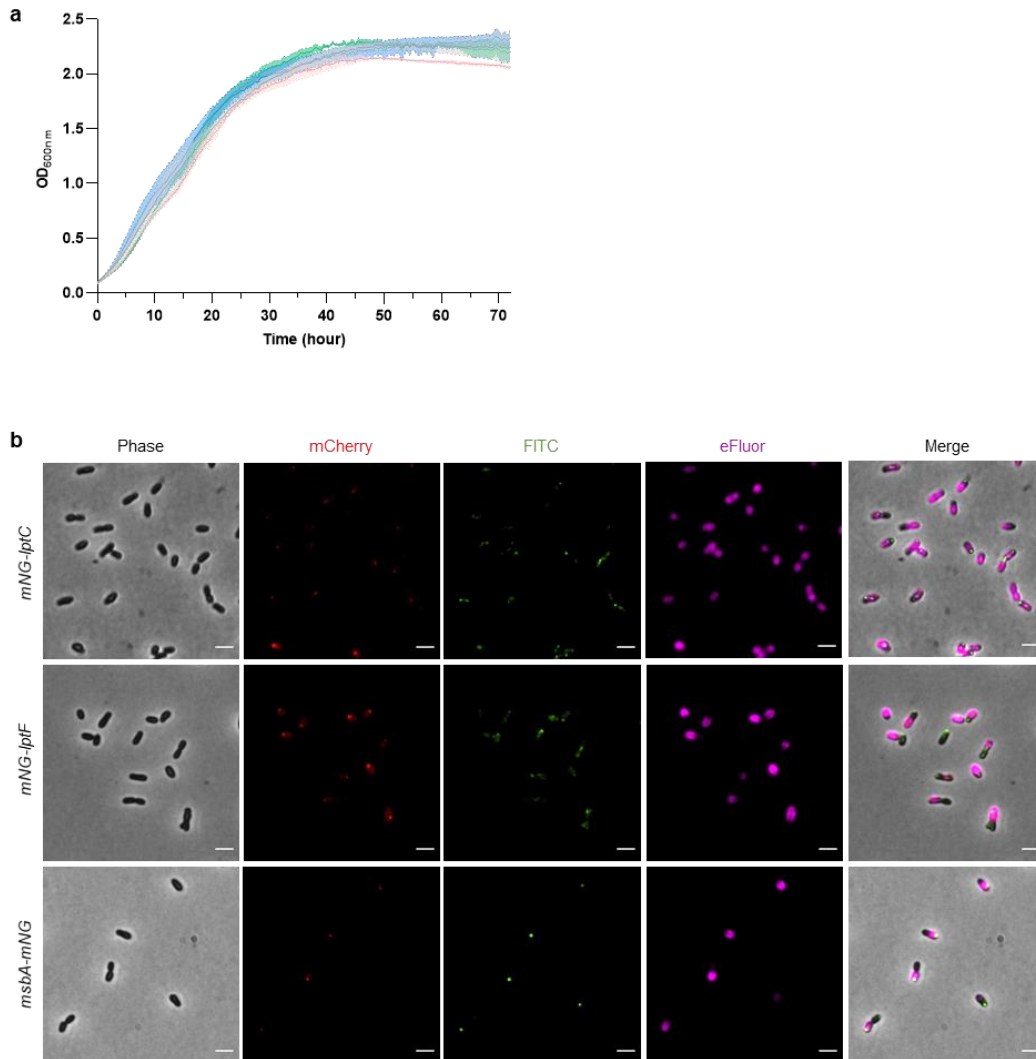 a
2.5
2.0
1.5
1.0
0.5
0.0
OD600nm
0 10 20 30 40 50 60 70
Time (hour)
b
Phase mCherry FITC eFluor Merge
mNG-lptC
mNG-lptF
msbA-mNG